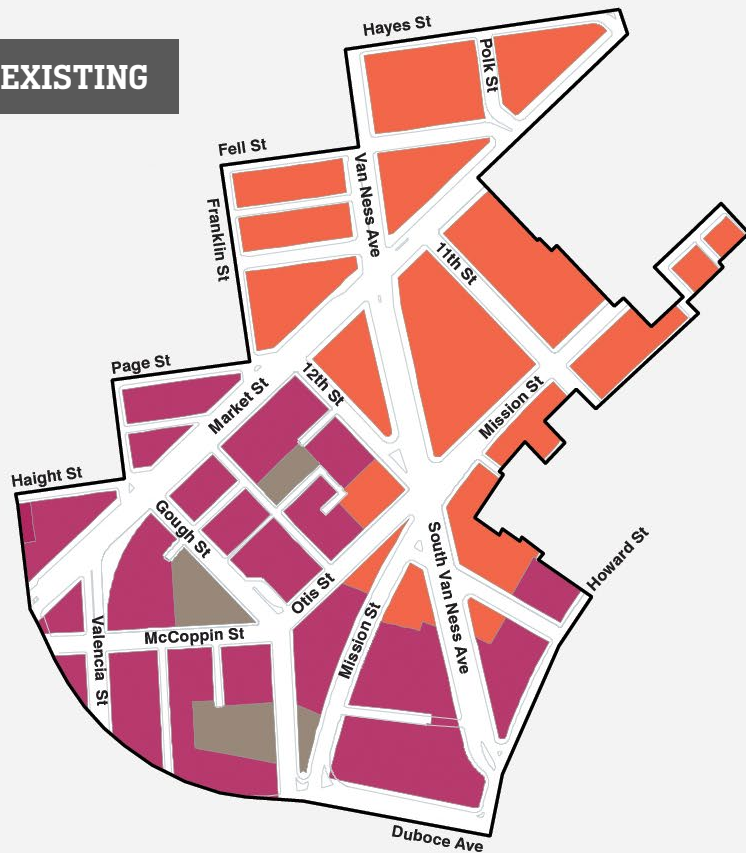 EXISTING
Hayes St
Polk St
Fell St
Van Ness Ave
Franklin St
11th St
Page St
Market St
12th St
Mission St
Haight St
Gough St
Otis St
South Van Ness Ave
Howard St
Valencia St
McCoppin St
Mission St
Duboce Ave